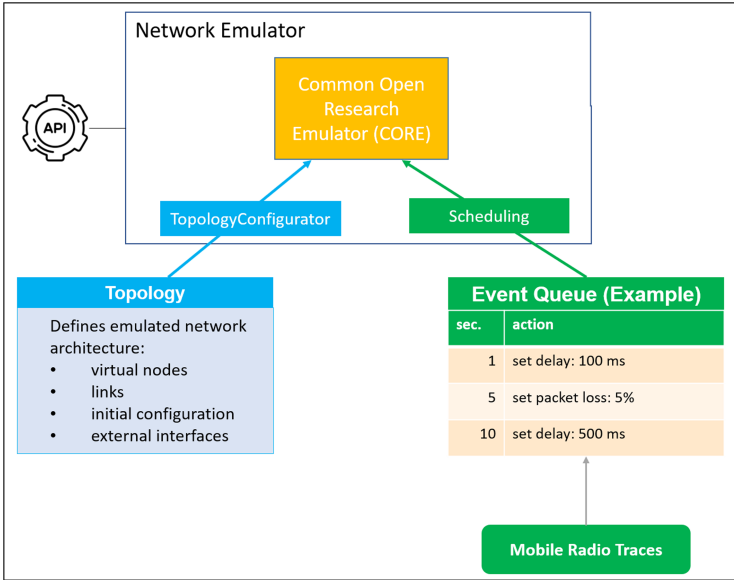 Network Emulator
Common Open
Research
Emulator (CORE)
API
TopologyConfigurator
Scheduling
Topology
Defines emulated network
architecture:
• virtual nodes
• links
• initial configuration
• external interfaces
Event Queue (Example)
sec. action
1 set delay: 100 ms
5 set packet loss: 5%
10 set delay: 500 ms
Mobile Radio Traces